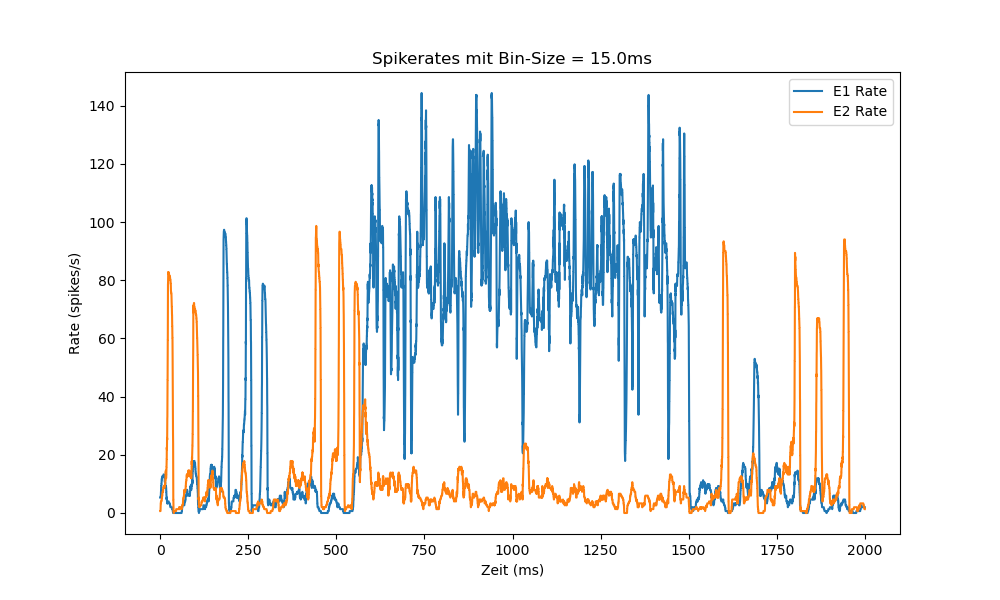 Spikerates mit Bin-Size = 15.0ms
E1 Rate
E2 Rate
Rate (spikes/s)
140
120
100
80
60
40
20
0
0 250 500 750 1000 1250 1500 1750 2000
Zeit (ms)